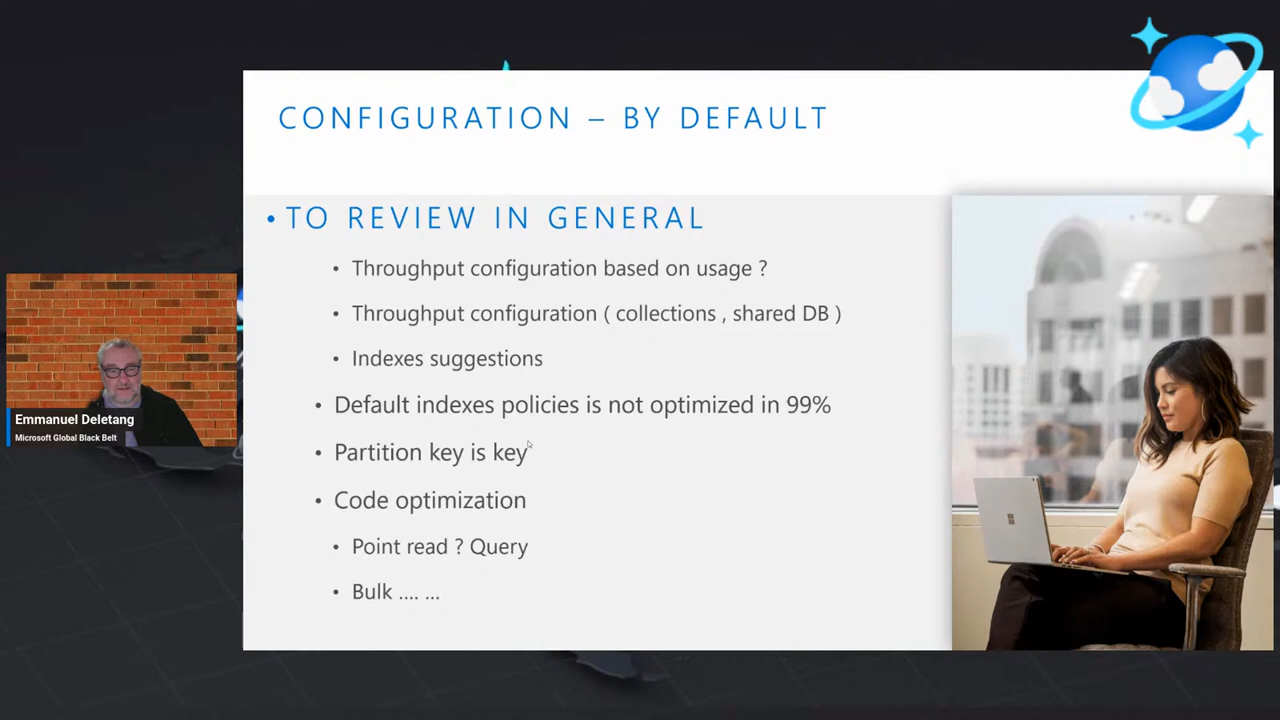 CONFIGURATION – BY DEFAULT
• TO REVIEW IN GENERAL
• Throughput configuration based on usage ?
• Throughput configuration ( collections , shared DB )
• Indexes suggestions
• Default indexes policies is not optimized in 99%
• Partition key is key
• Code optimization
• Point read ? Query
• Bulk .... ...
Emmanuel Deletang
Microsoft Global Black Belt